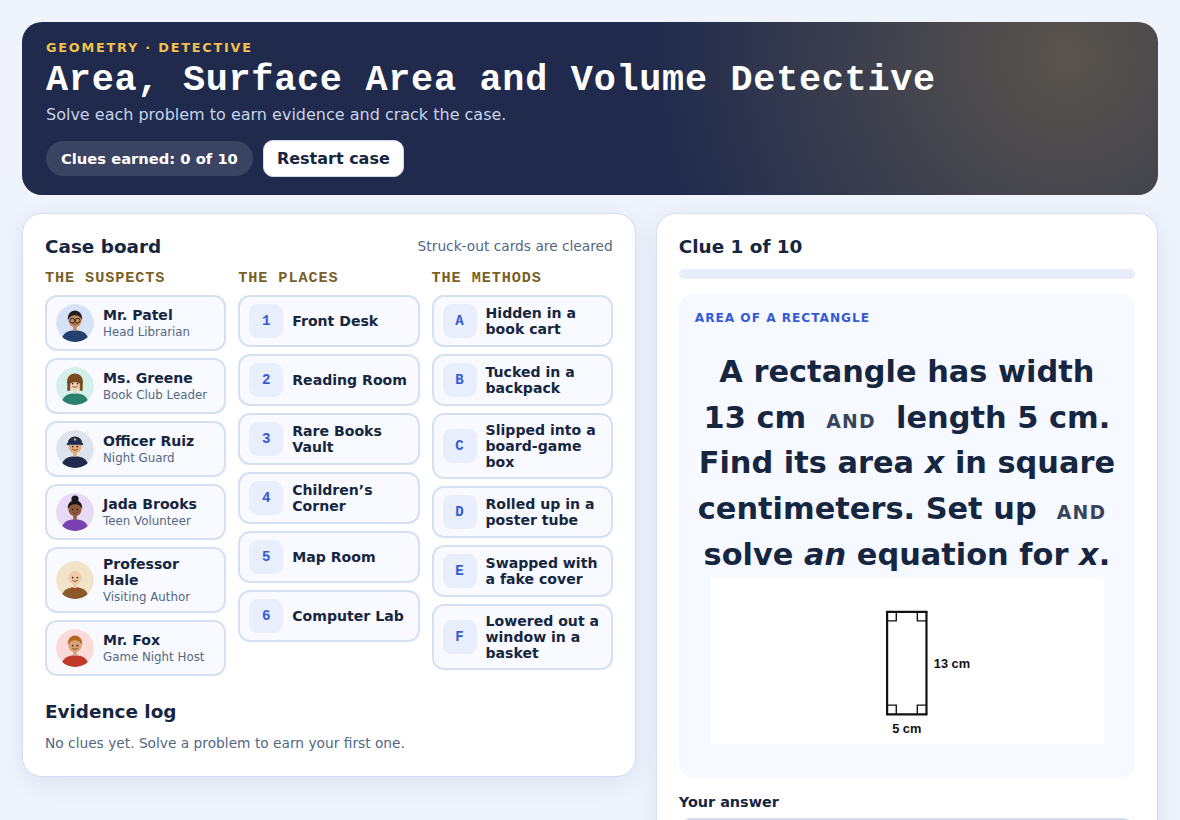 GEOMETRY · DETECTIVE
Area, Surface Area and Volume Detective
Solve each problem to earn evidence and crack the case.
Clues earned: 0 of 10
Restart case
Case board
Struck-out cards are cleared
THE SUSPECTS
Mr. Patel
Head Librarian
Ms. Greene
Book Club Leader
Officer Ruiz
Night Guard
Jada Brooks
Teen Volunteer
Professor
Hale
Visiting Author
Mr. Fox
Game Night Host
THE PLACES
1 Front Desk
2 Reading Room
3 Rare Books
Vault
4 Children’s
Corner
5 Map Room
6 Computer Lab
THE METHODS
A Hidden in a
book cart
B Tucked in a
backpack
C Slipped into a
board-game
box
D Rolled up in a
poster tube
E Swapped with
a fake cover
F Lowered out a
window in a
basket
Evidence log
No clues yet. Solve a problem to earn your first one.
Clue 1 of 10
AREA OF A RECTANGLE
A rectangle has width
13 cm AND length 5 cm.
Find its area x in square
centimeters. Set up AND
solve an equation for x.
13 cm
5 cm
Your answer